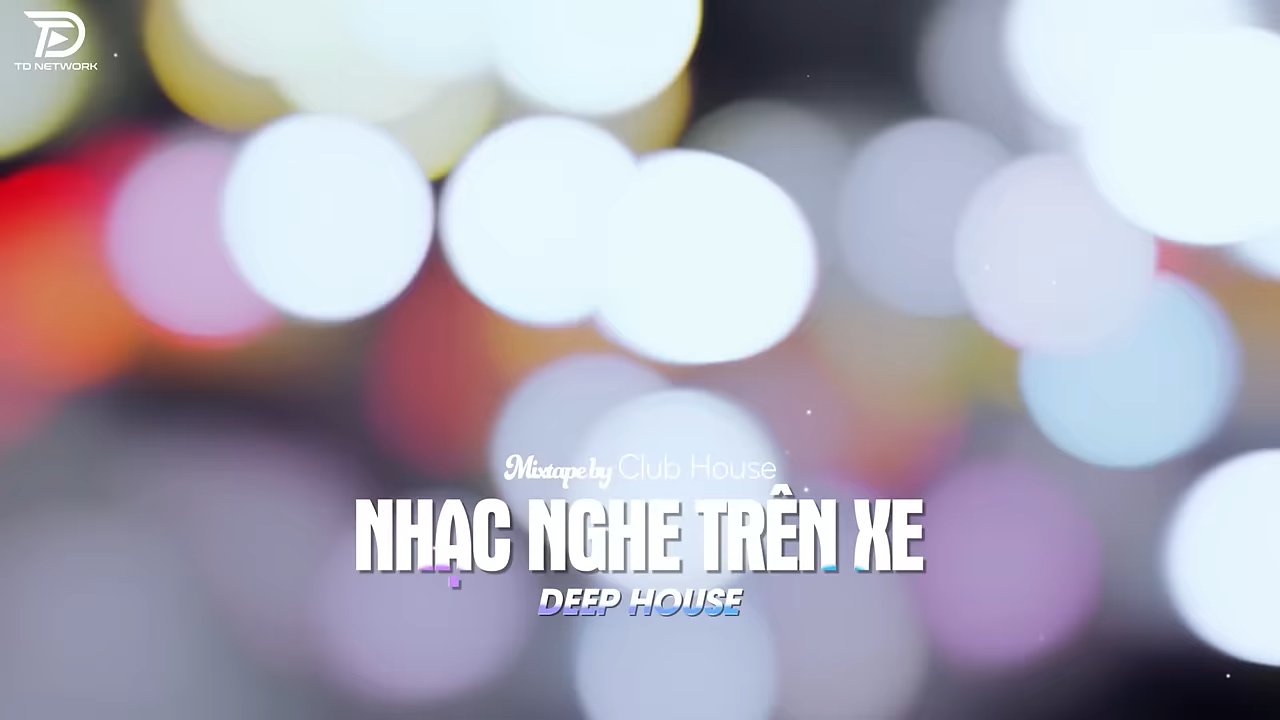 TD NETWORK
Mixtape by Club House
NHẠC NGHE TRÊN XE
DEEP HOUSE